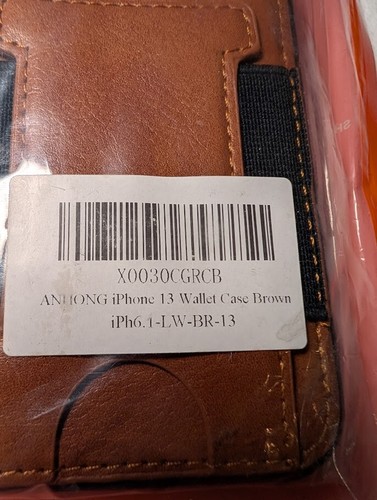 X0030CGRCB
ANHONG iPhone 13 Wallet Case Brown
iPh6.1-LW-BR-13